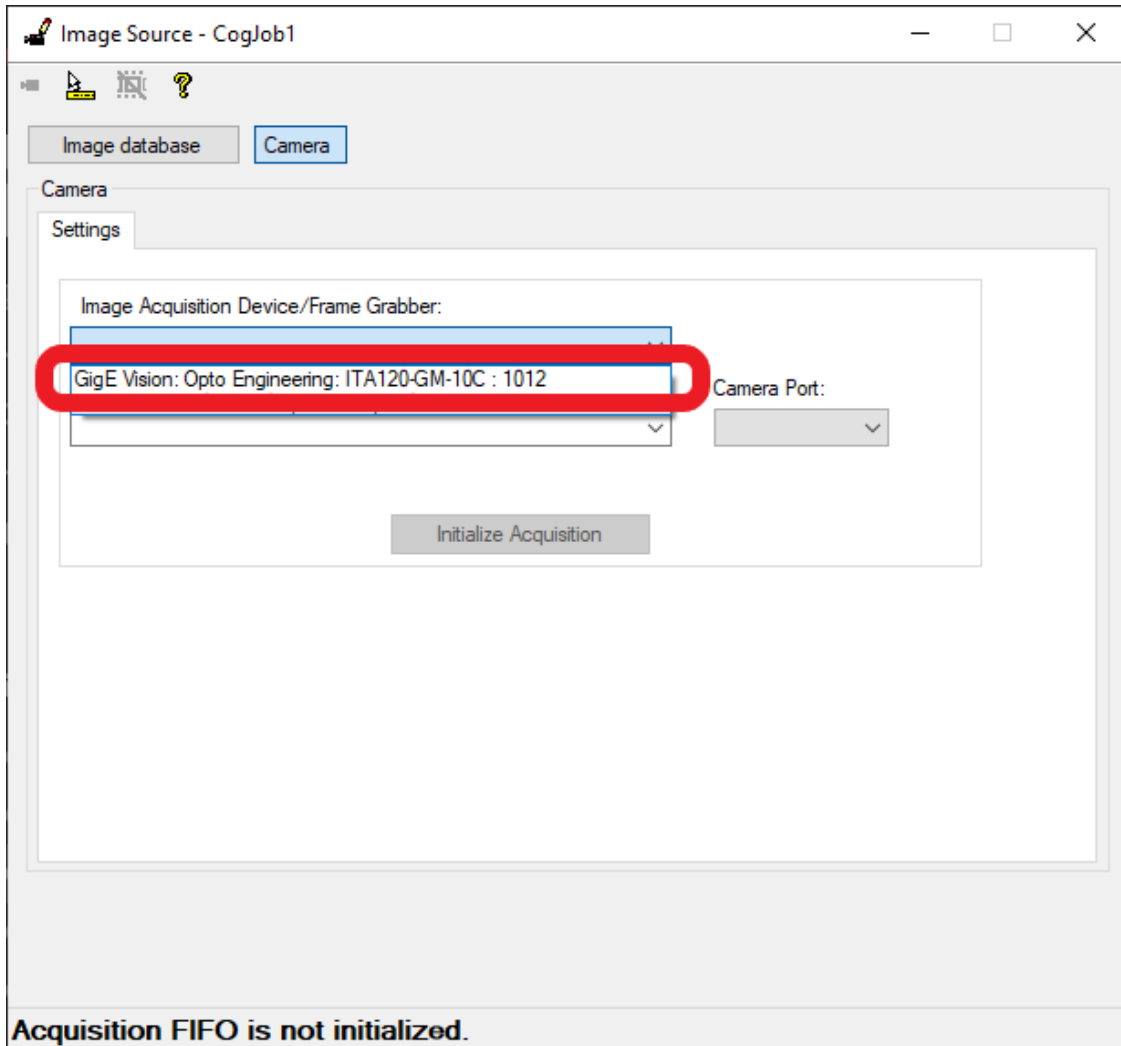 Image Source - CogJob1
Image database
Camera
Camera
Settings
Image Acquisition Device/Frame Grabber:
GigE Vision: Opto Engineering: ITA120-GM-10C : 1012
Camera Port:
Initialize Acquisition
Acquisition FIFO is not initialized.